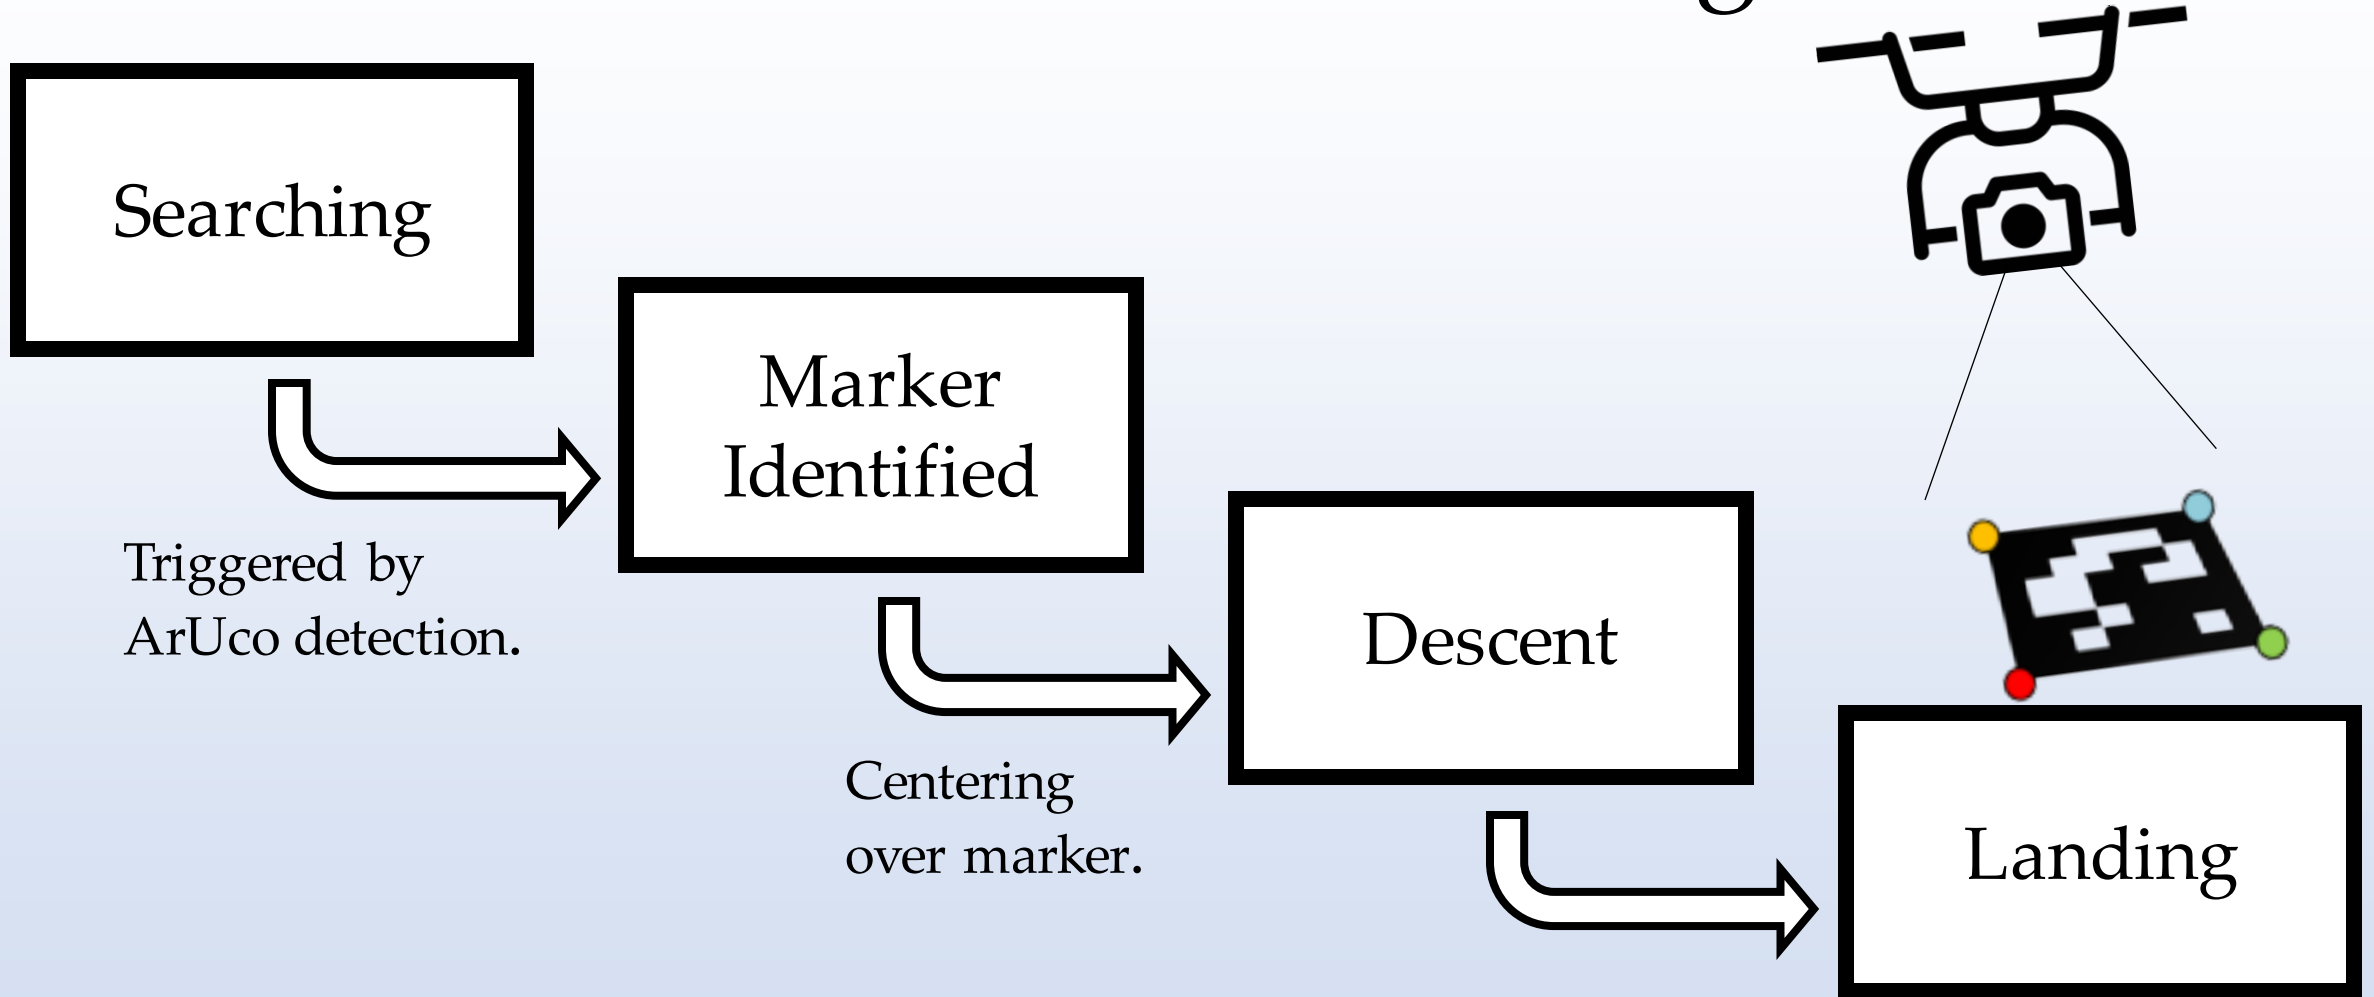 Searching
Marker
Identified
Triggered by
ArUco detection.
Descent
Centering
over marker.
Landing